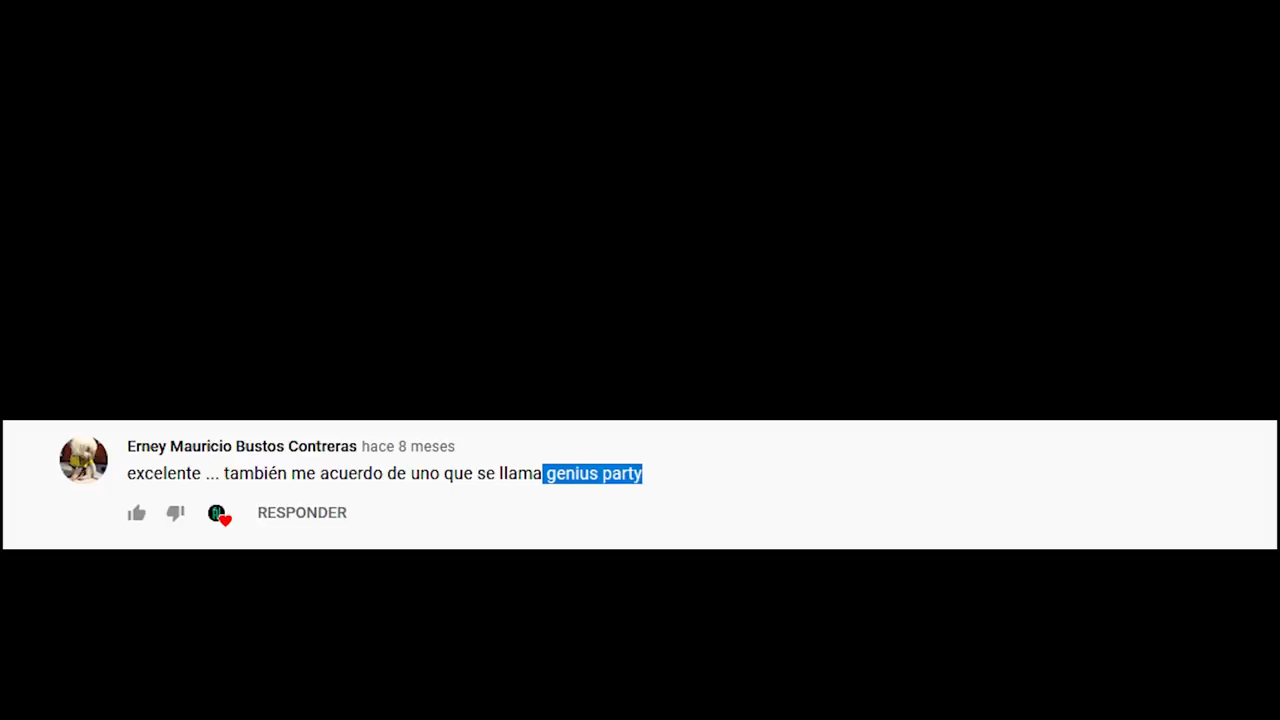 Erney Mauricio Bustos Contreras hace 8 meses
excelente ... también me acuerdo de uno que se llama genius party
RESPONDER